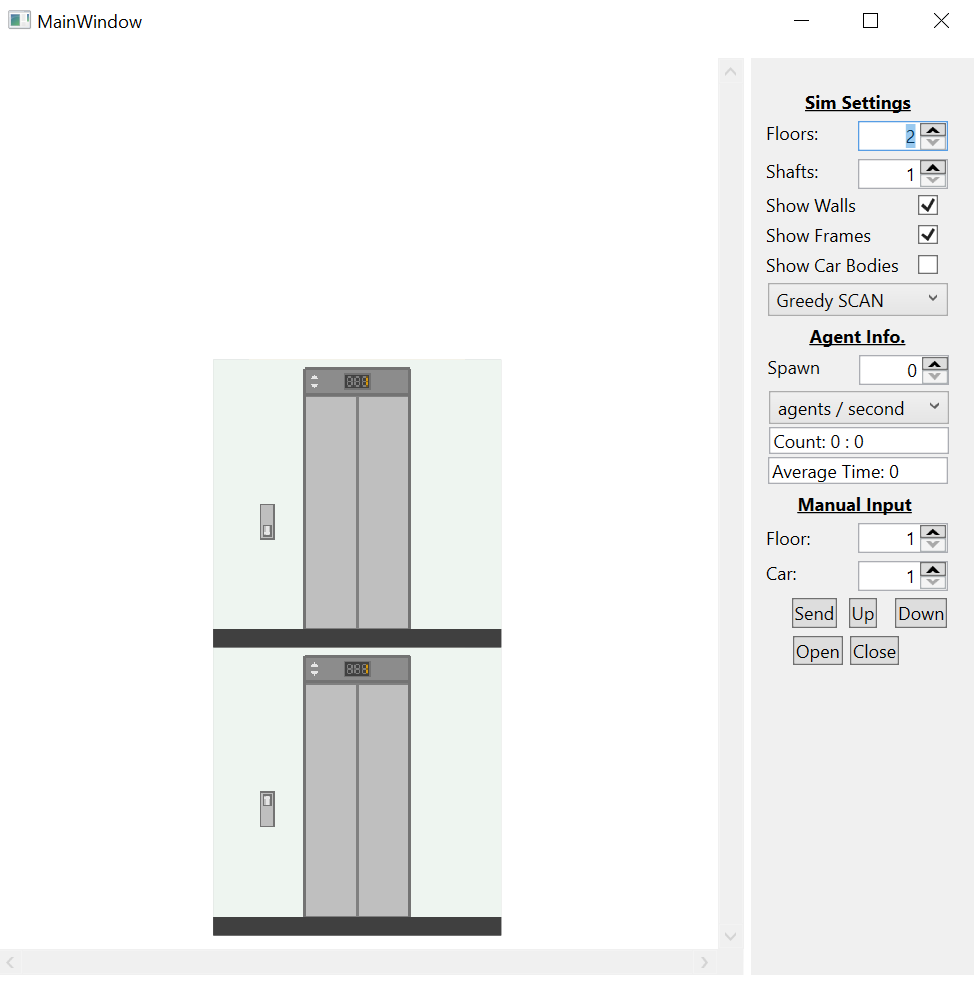 MainWindow
Sim Settings
Floors: 2
Shafts: 1
Show Walls
Show Frames
Show Car Bodies
Greedy SCAN
Agent Info.
Spawn 0
agents / second
Count: 0 : 0
Average Time: 0
Manual Input
Floor: 1
Car: 1
Send Up Down
Open Close
1
1